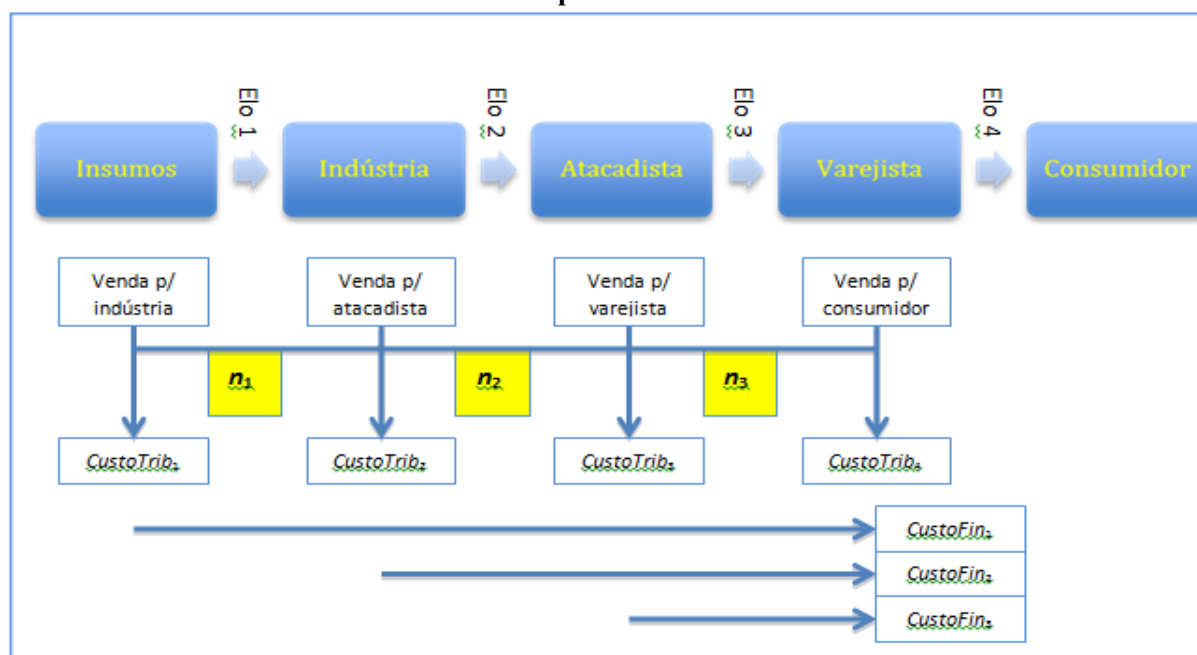 Elo 1
Elo 2
Elo 3
Elo 4
Insumos
Indústria
Atacadista
Varejista
Consumidor
Venda p/
indústria
Venda p/
atacadista
Venda p/
varejista
Venda p/
consumidor
n₁
n₂
n₃
CustoTrib₁
CustoTrib₂
CustoTrib₃
CustoTrib₄
CustoFin₁
CustoFin₂
CustoFin₃